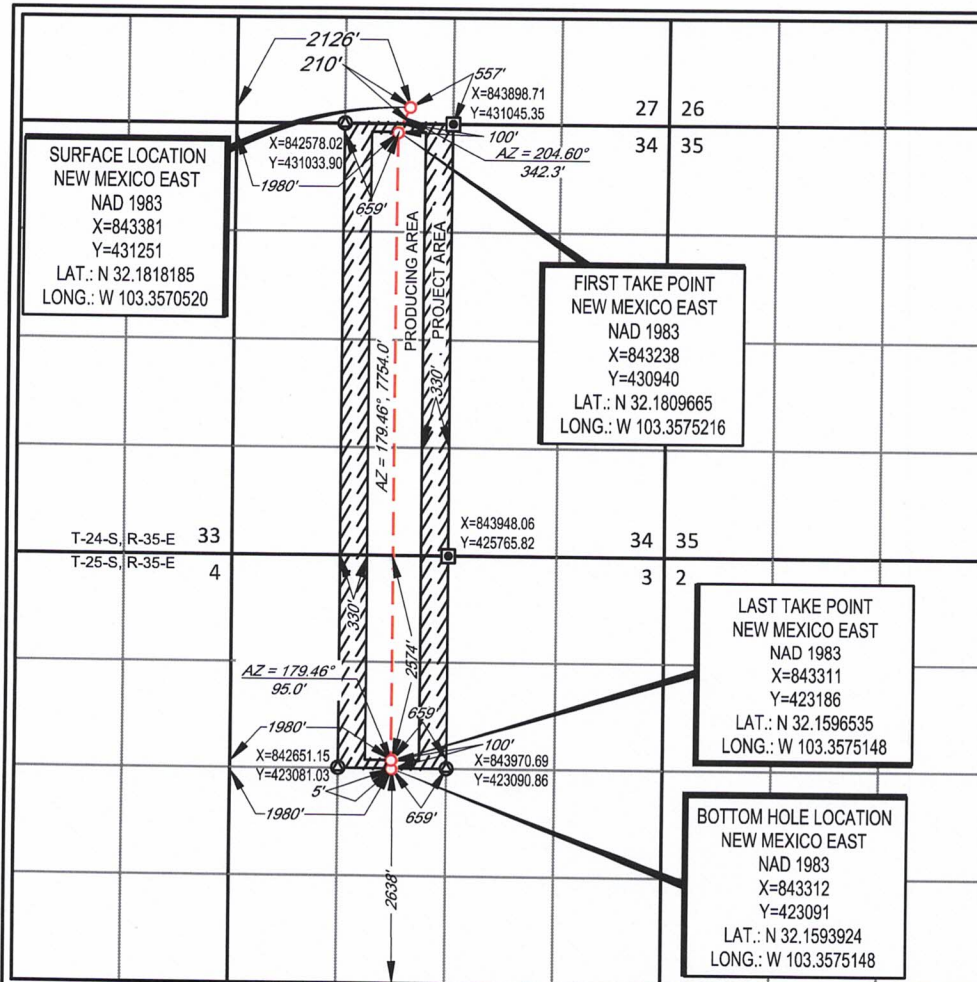 2126'
210'
557'
X=843898.71
Y=431045.35
27 26
34 35
X=842578.02
Y=431033.90
100'
AZ = 204.60°
342.3'
1980'
659'
SURFACE LOCATION
NEW MEXICO EAST
NAD 1983
X=843381
Y=431251
LAT.: N 32.1818185
LONG.: W 103.3570520
PRODUCING AREA
PROJECT AREA
FIRST TAKE POINT
NEW MEXICO EAST
NAD 1983
X=843238
Y=430940
LAT.: N 32.1809665
LONG.: W 103.3575216
330'
AZ = 179.46°, 7754.0'
X=843948.06
Y=425765.82
T-24-S, R-35-E 33
T-25-S, R-35-E 4
34 35
3 2
330'
2574'
AZ = 179.46°
95.0'
LAST TAKE POINT
NEW MEXICO EAST
NAD 1983
X=843311
Y=423186
LAT.: N 32.1596535
LONG.: W 103.3575148
1980'
659'
100'
X=842651.15
Y=423081.03
X=843970.69
Y=423090.86
5'
1980'
659'
2638'
BOTTOM HOLE LOCATION
NEW MEXICO EAST
NAD 1983
X=843312
Y=423091
LAT.: N 32.1593924
LONG.: W 103.3575148